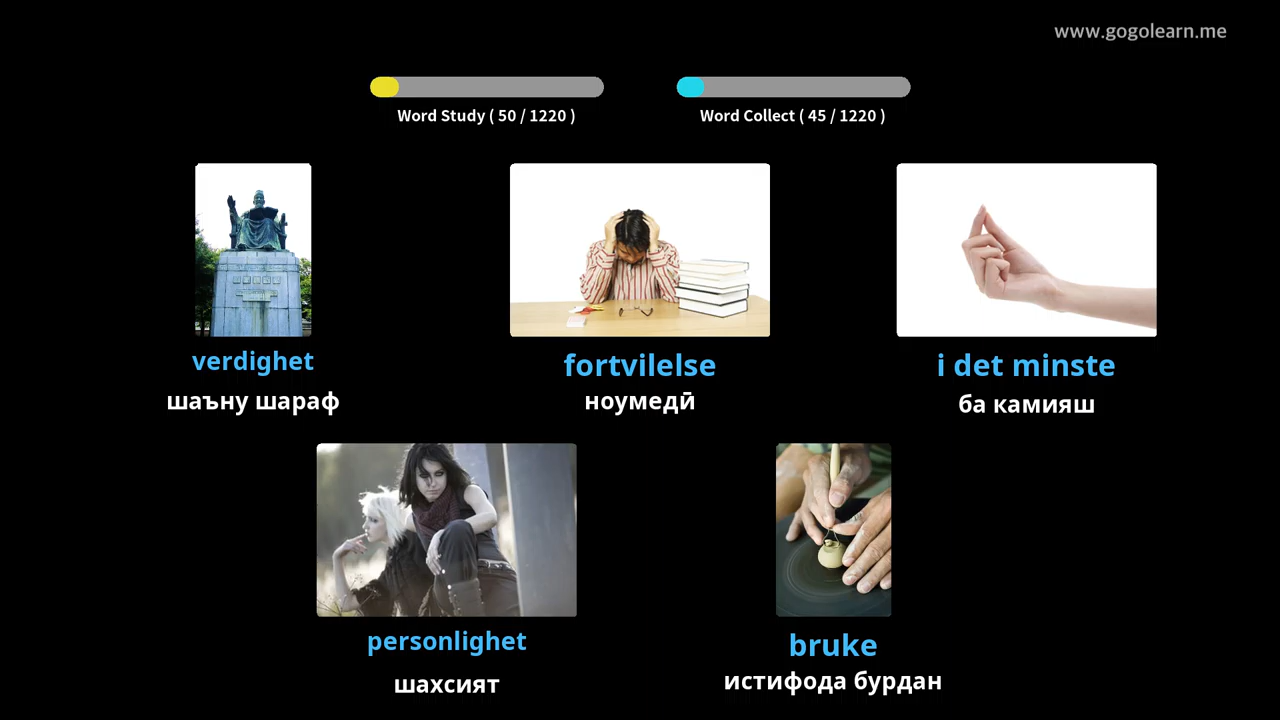 www.gogolearn.me
Word Study ( 50 / 1220 )
Word Collect ( 45 / 1220 )
verdighet
шаъну шараф
fortvilelse
ноумедӣ
i det minste
ба камияш
personlighet
шахсият
bruke
истифода бурдан